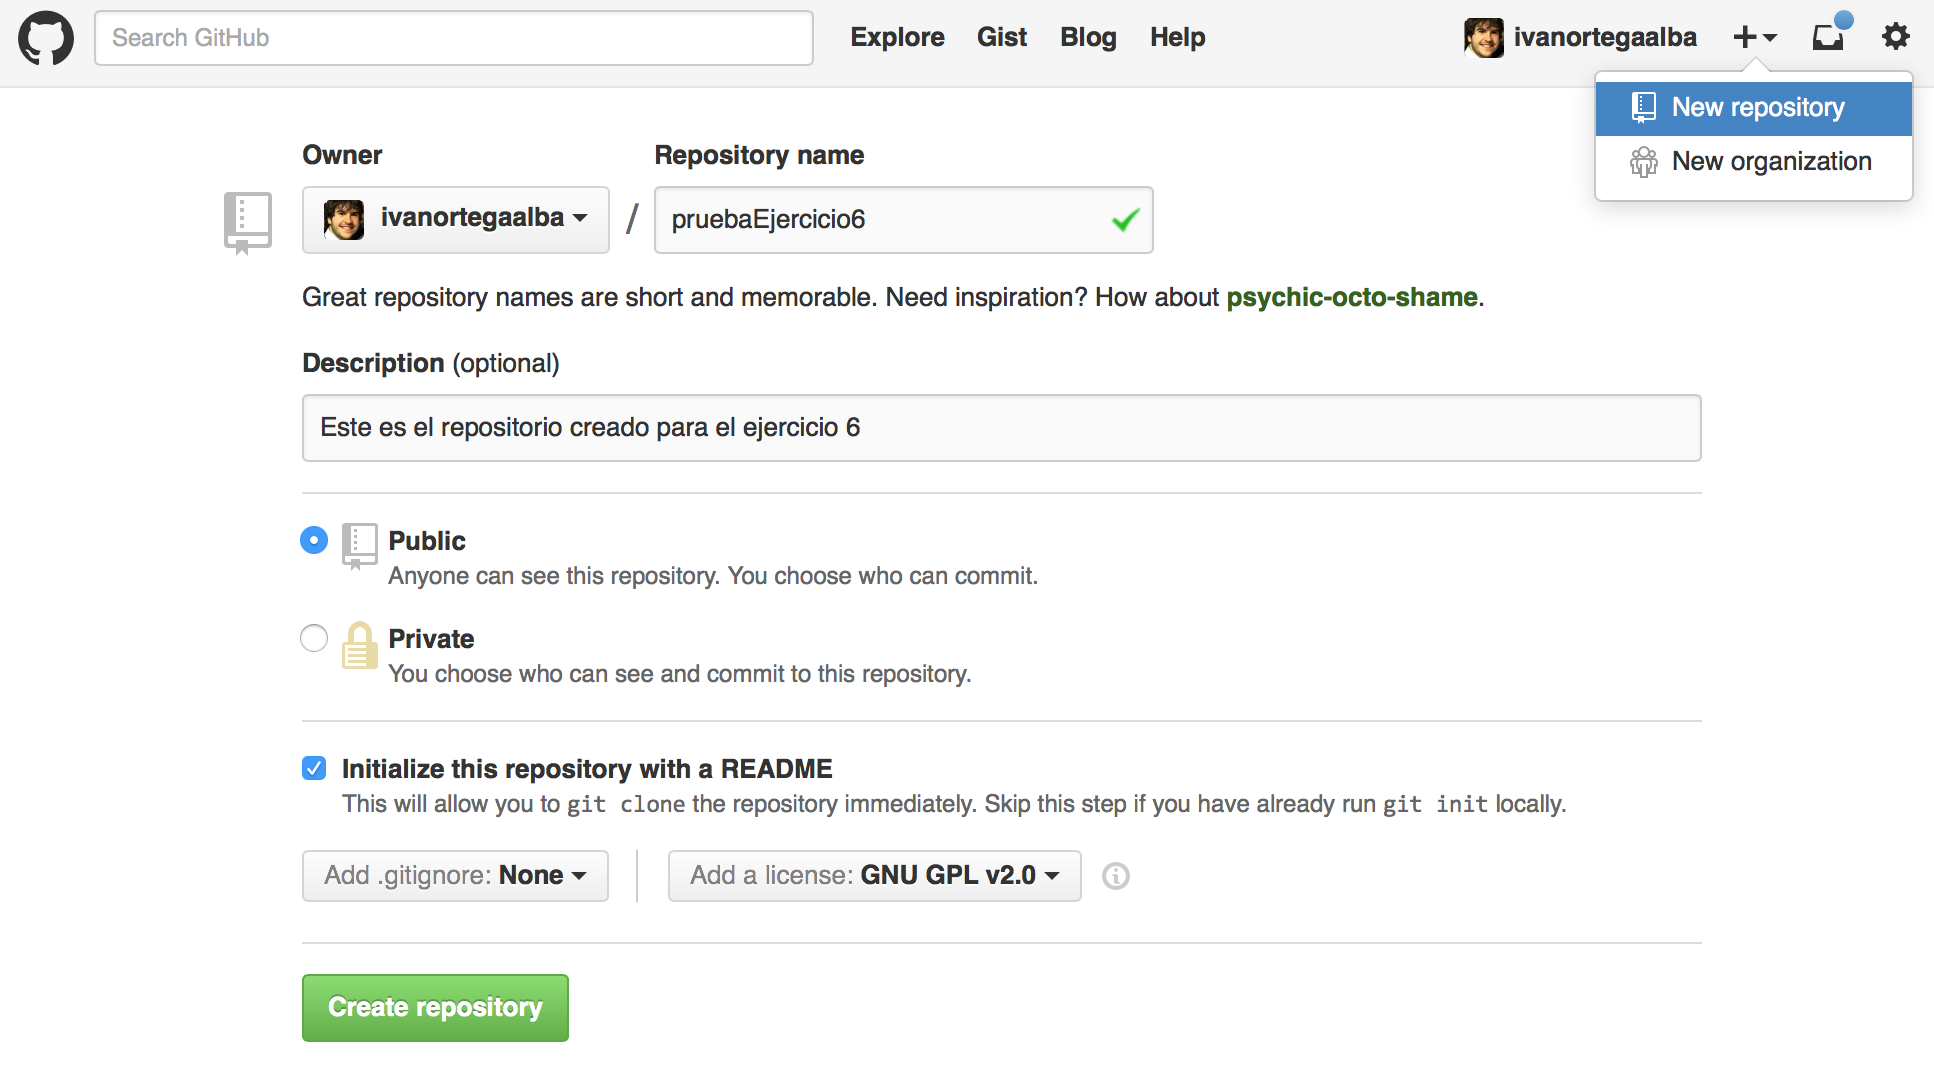 Search GitHub Explore Gist Blog Help ivanortegaalba
New repository
New organization
Owner Repository name
ivanortegaalba / pruebaEjercicio6
Great repository names are short and memorable. Need inspiration? How about psychic-octo-shame.
Description (optional)
Este es el repositorio creado para el ejercicio 6
Public
Anyone can see this repository. You choose who can commit.
Private
You choose who can see and commit to this repository.
Initialize this repository with a README
This will allow you to git clone the repository immediately. Skip this step if you have already run git init locally.
Add .gitignore: None Add a license: GNU GPL v2.0
Create repository